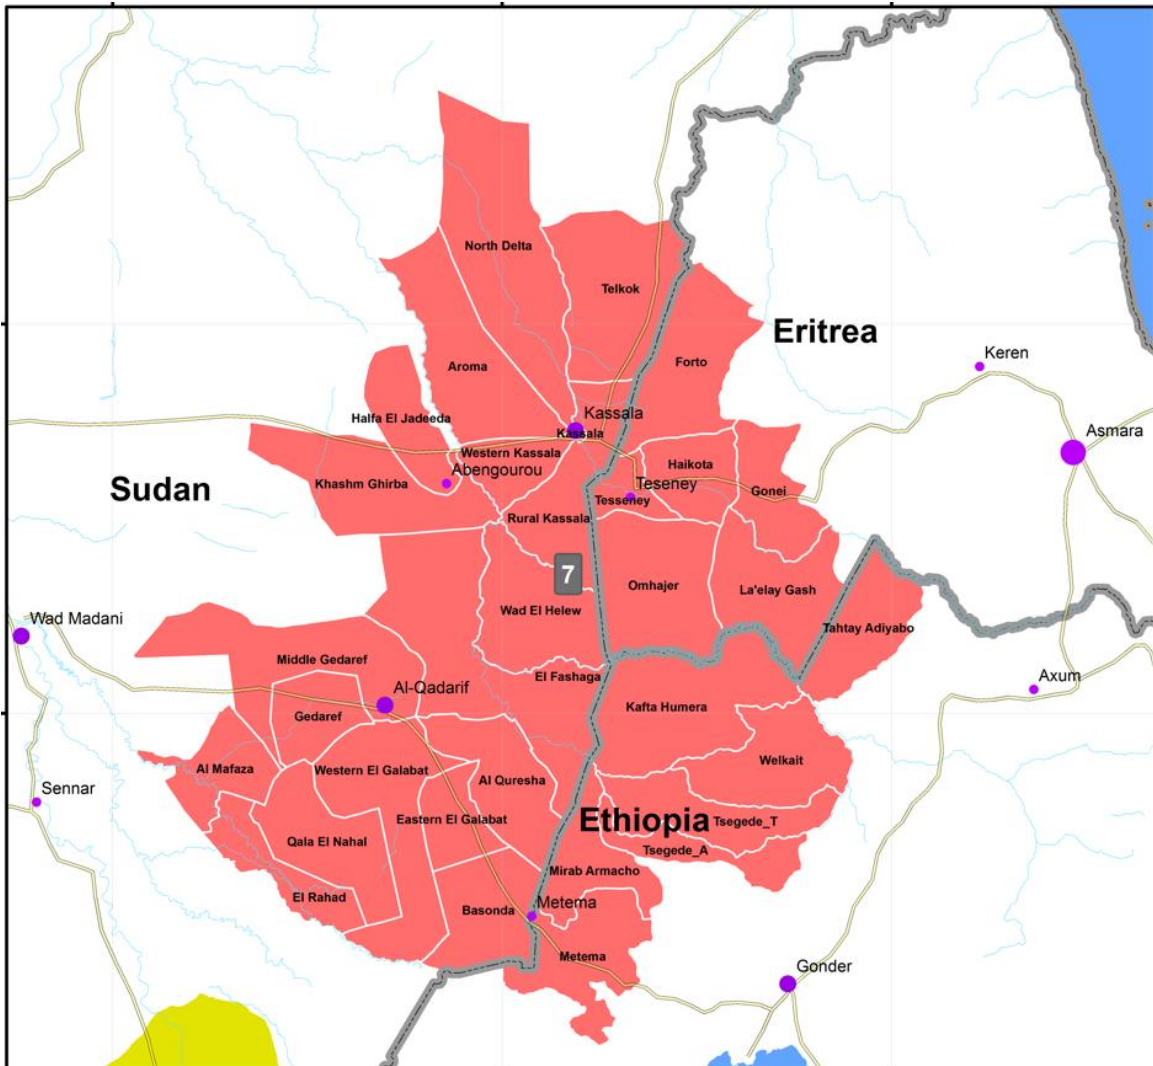 North Delta
Telkok
Eritrea
Forto
Keren
Aroma
Halfa El Jadeeda
Kassala
Kassala
Asmara
Western Kassala
Haikota
Abengourou
Khashm Ghirba
Sudan
Teseney
Gonei
Tesseney
Rural Kassala
7
Omhajer
La'elay Gash
Wad El Helew
Wad Madani
Tahtay Adiyabo
Middle Gedaref
El Fashaga
Axum
Al-Qadarif
Kafta Humera
Gedaref
Welkait
Al Mafaza
Western El Galabat
Al Quresha
Sennar
Eastern El Galabat
Ethiopia
Tsegede_T
Qala El Nahal
Tsegede_A
Mirab Armacho
El Rahad
Basonda
Metema
Metema
Gonder